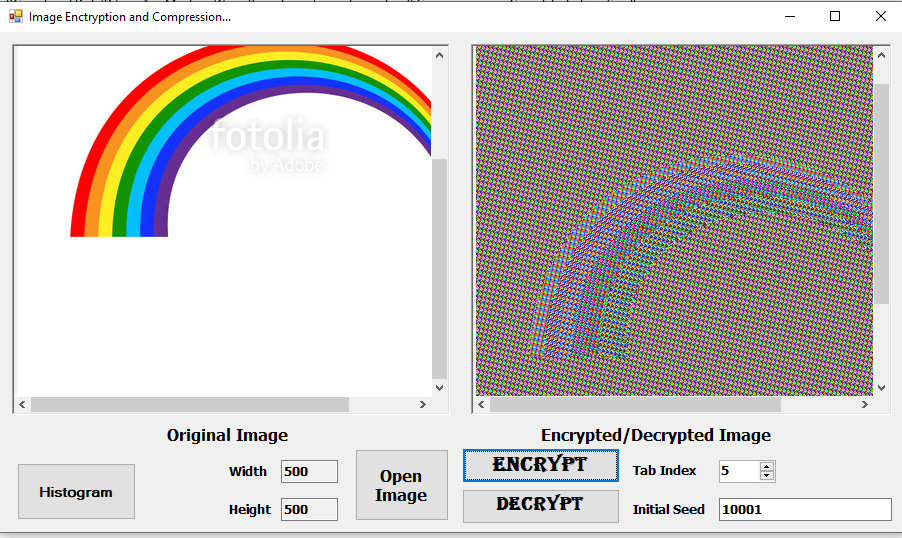 Image Enctryption and Compression...
fotolia
by Adobe
Original Image
Encrypted/Decrypted Image
Histogram
Width 500
Height 500
Open
Image
ENCRYPT
DECRYPT
Tab Index 5
Initial Seed 10001